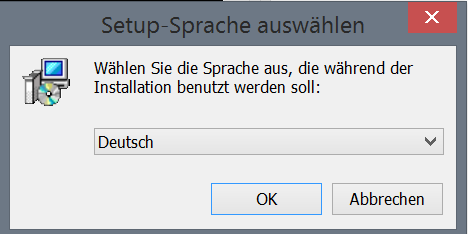 Setup-Sprache auswählen
Wählen Sie die Sprache aus, die während der
Installation benutzt werden soll:
Deutsch
OK
Abbrechen